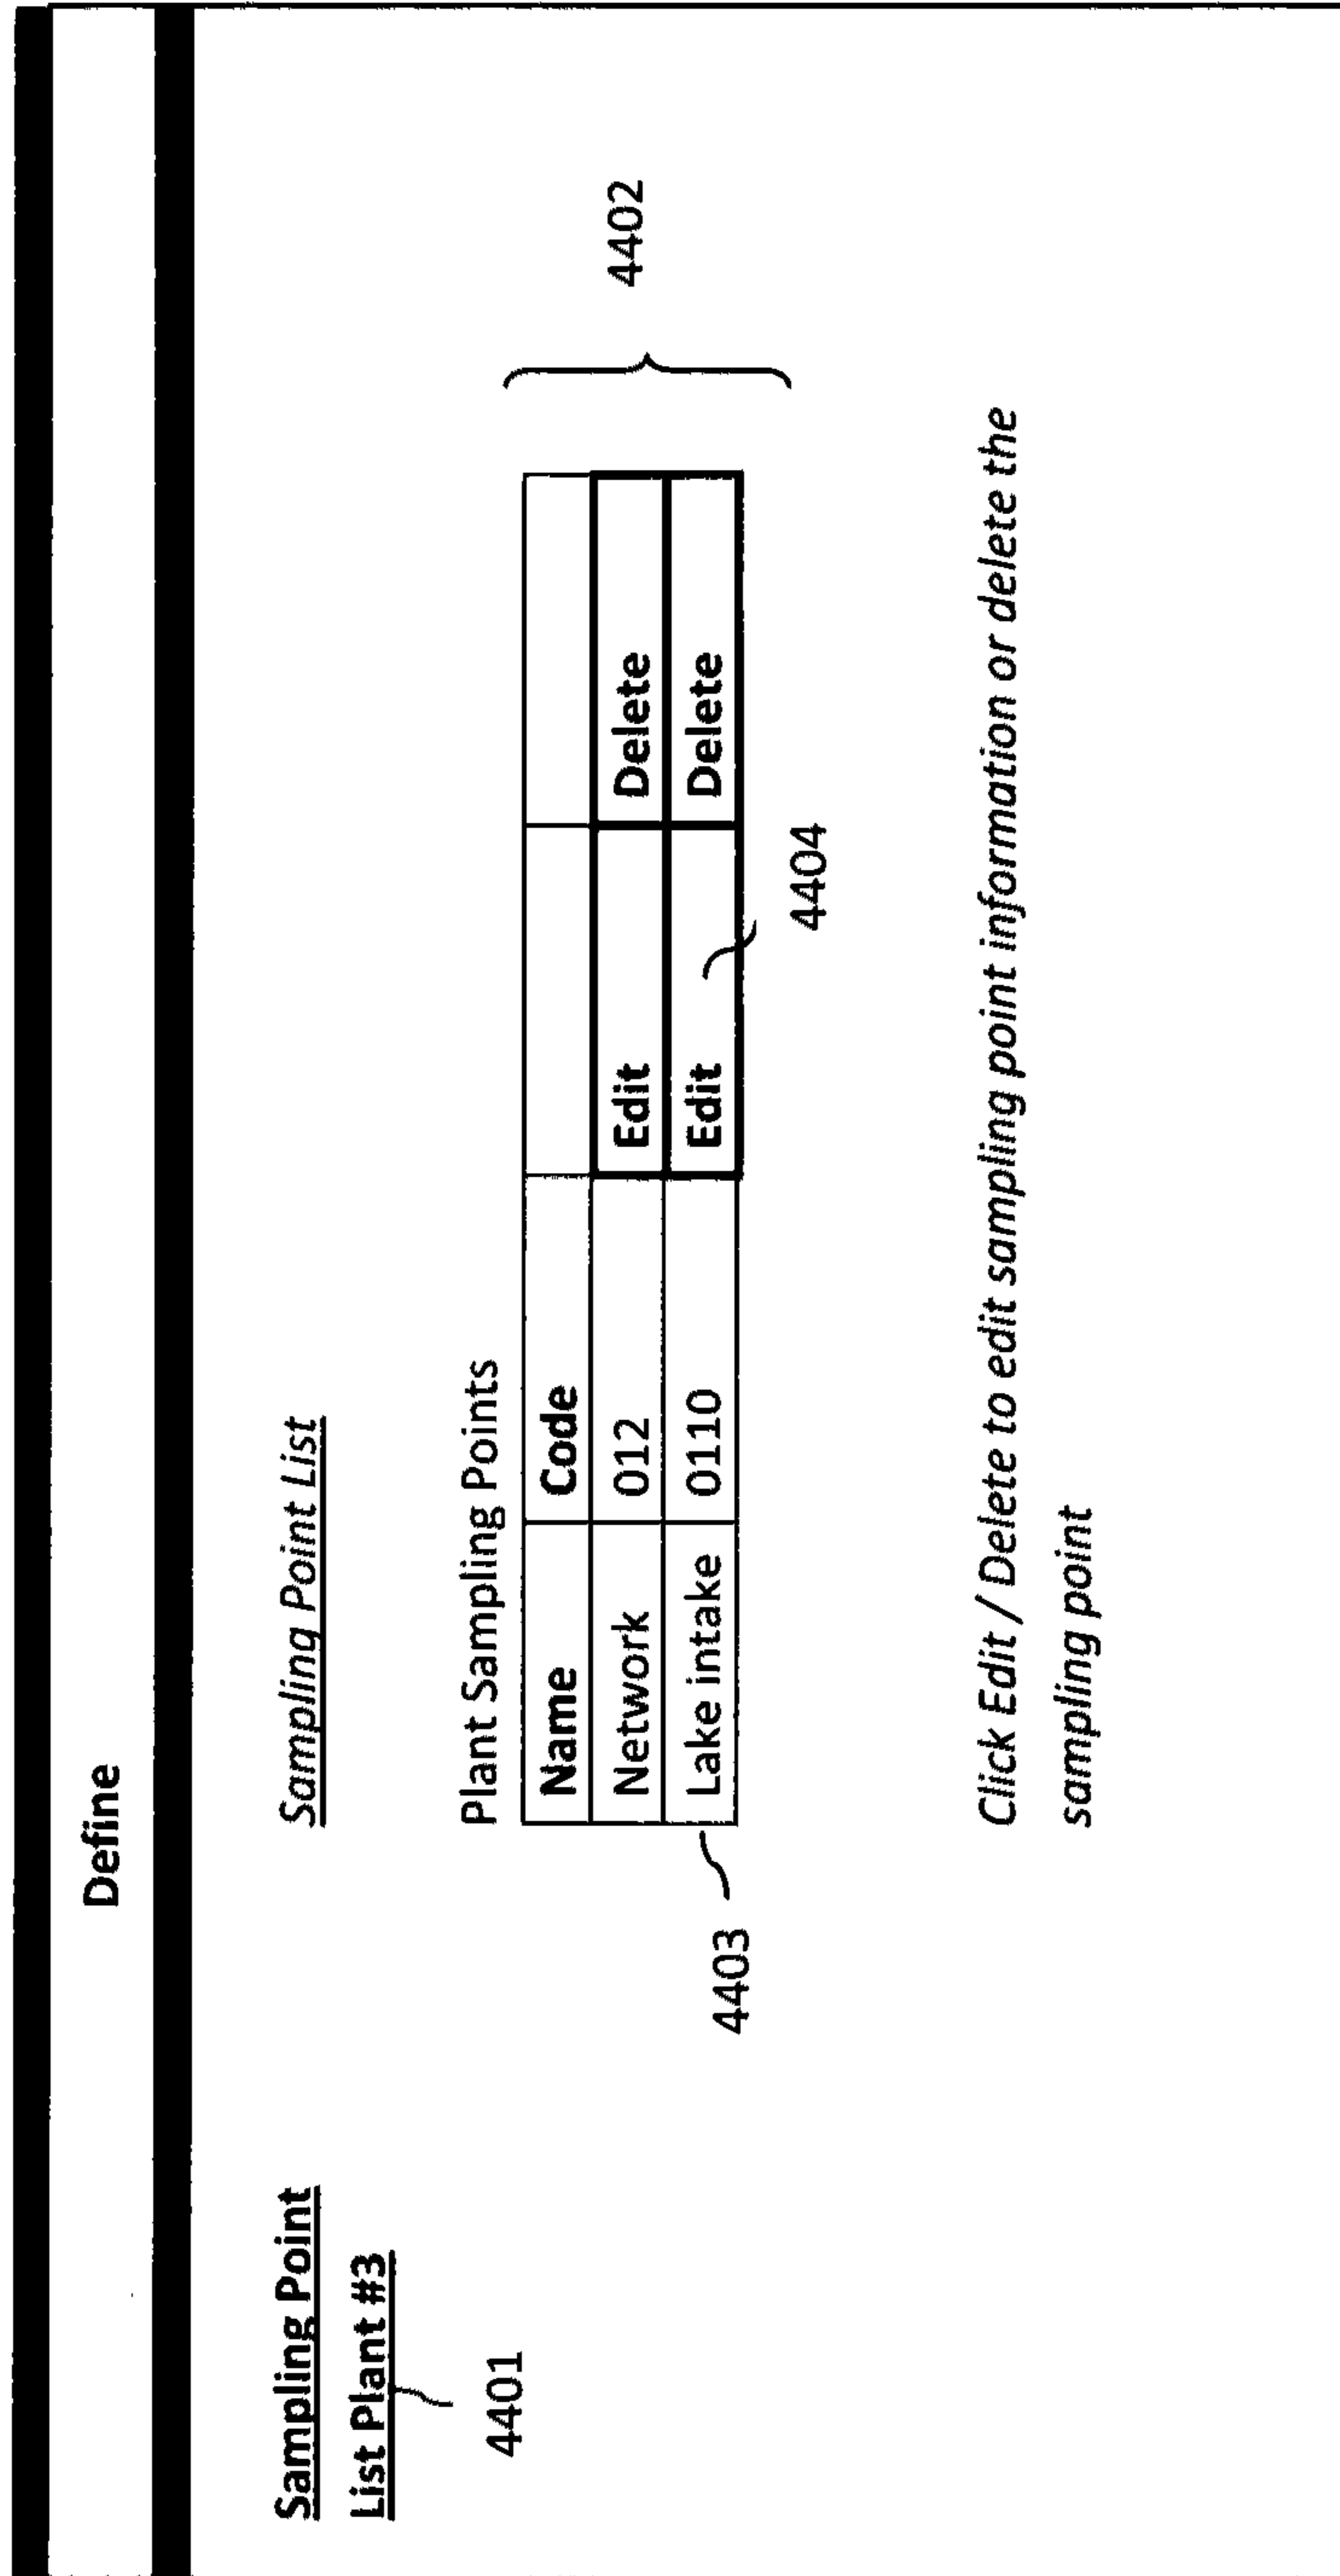 Define
Sampling Point
List Plant #3
4401
Sampling Point List
Plant Sampling Points
Name Code
Network 012 Edit Delete
Lake intake 0110 Edit Delete
4402
4403
4404
Click Edit / Delete to edit sampling point information or delete the
sampling point